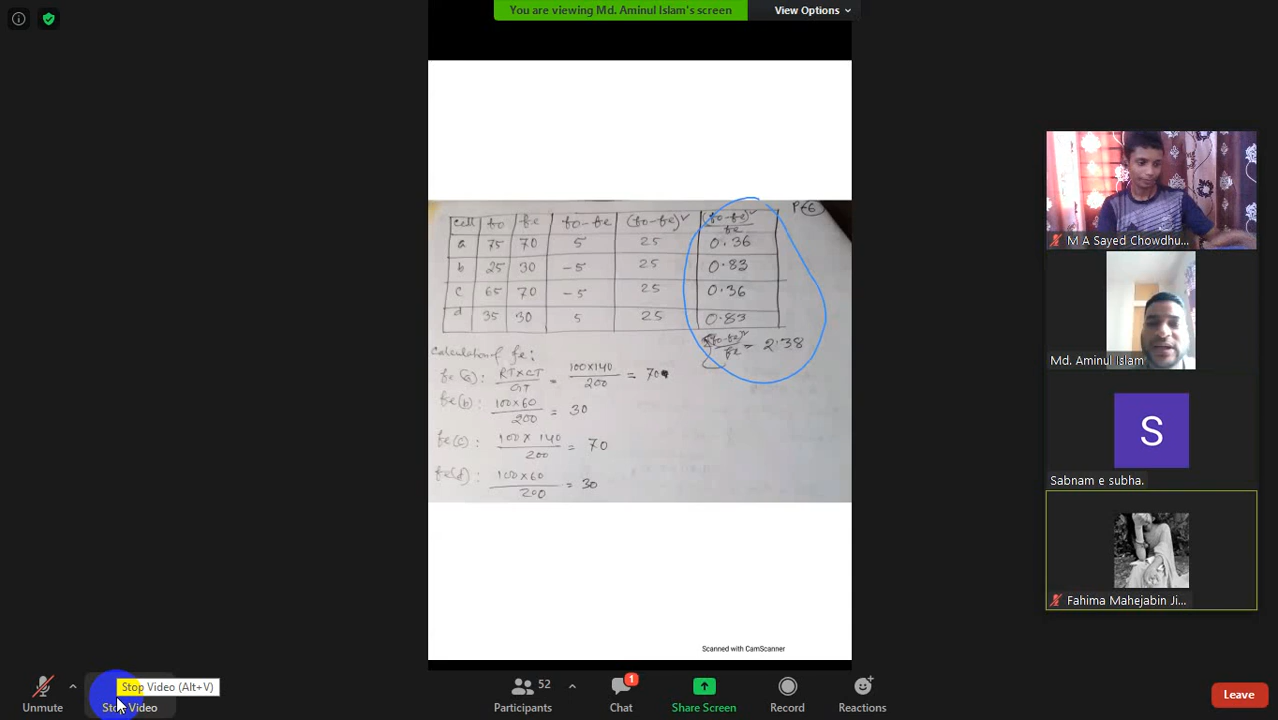 You are viewing Md. Aminul Islam's screen
View Options
P-6
cell fo fe fo-fe (fo-fe)² (fo-fe)²/fe
a 75 70 5 25 0.36
b 25 30 -5 25 0.83
c 65 70 -5 25 0.36
d 35 30 5 25 0.83
(fo-fe)²/fe = 2.38
Calculation of fe:
fe(a): RT×CT/GT = 100×140/200 = 70
fe(b): 100×60/200 = 30
fe(c): 100×140/200 = 70
fe(d): 100×60/200 = 30
Scanned with CamScanner
M A Sayed Chowdhu...
Md. Aminul Islam
S
Sabnam e subha.
Fahima Mahejabin Ji...
Stop Video (Alt+V)
Unmute
Stop Video
52
Participants
1
Chat
Share Screen
Record
Reactions
Leave